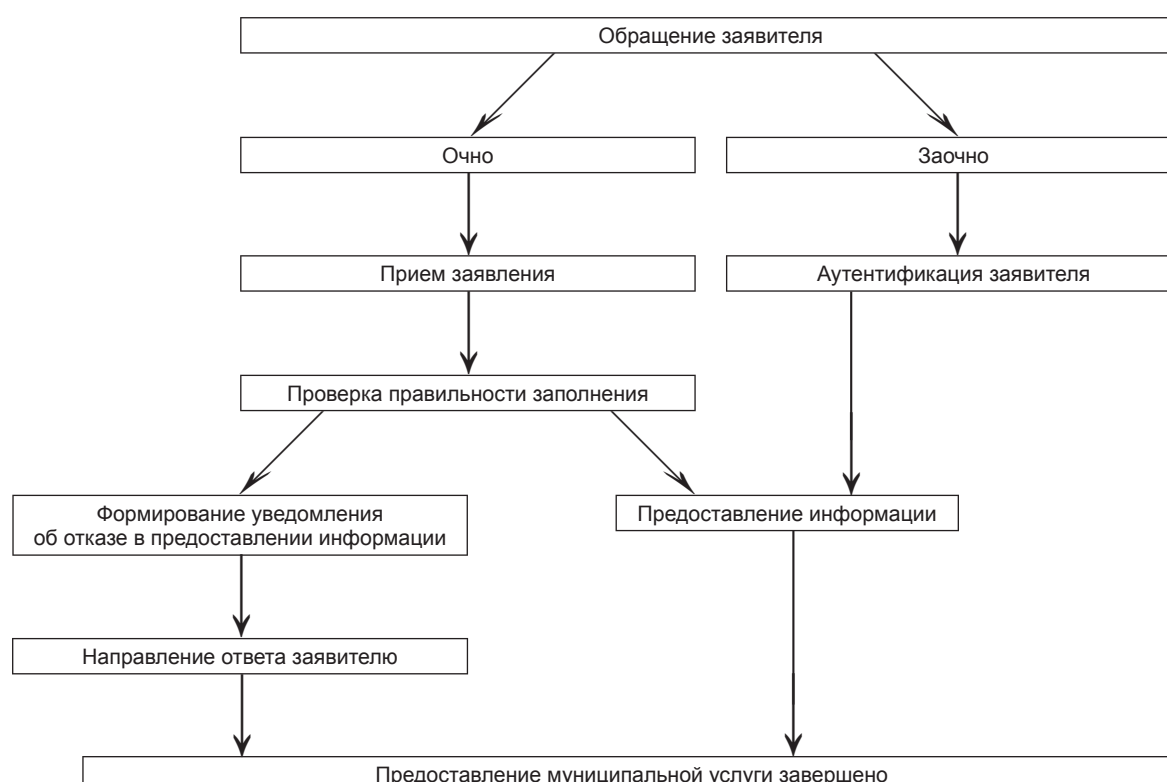 Обращение заявителя
Очно
Заочно
Прием заявления
Аутентификация заявителя
Проверка правильности заполнения
Формирование уведомления
об отказе в предоставлении информации
Предоставление информации
Направление ответа заявителю
Предоставление муниципальной услуги завершено